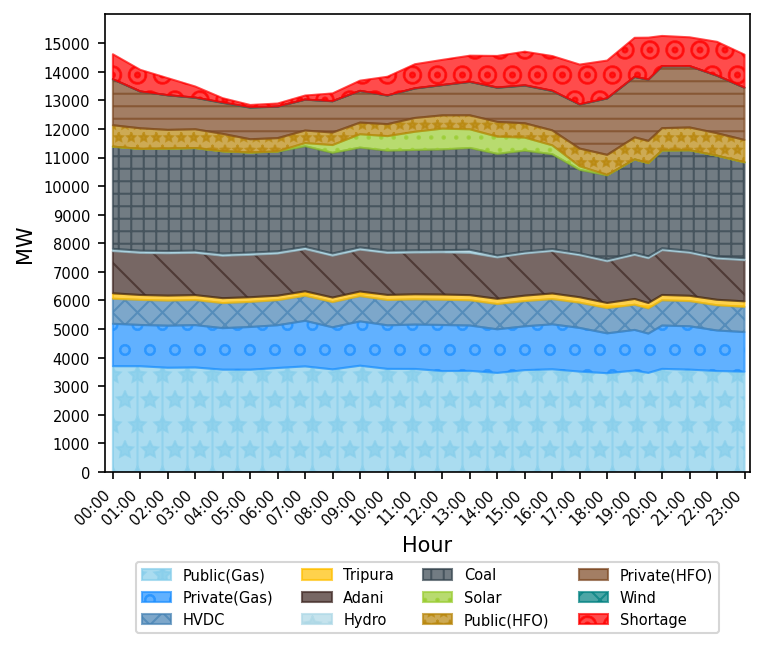 15000
14000
13000
12000
11000
10000
9000
8000
7000
6000
5000
4000
3000
2000
1000
0
MW
00:00 01:00 02:00 03:00 04:00 05:00 06:00 07:00 08:00 09:00 10:00 11:00 12:00 13:00 14:00 15:00 16:00 17:00 18:00 19:00 20:00 21:00 22:00 23:00
Hour
Public(Gas) Tripura Coal Private(HFO)
Private(Gas) Adani Solar Wind
HVDC Hydro Public(HFO) Shortage